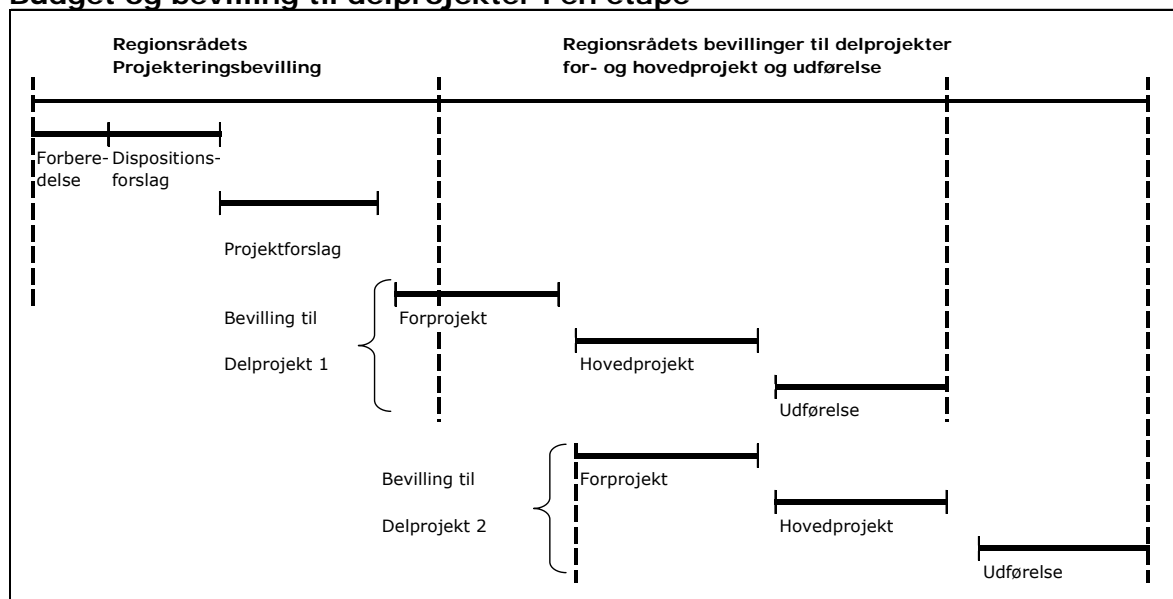 Budget og bevilling til delprojekter i en etape
Regionsrådets
Projekteringsbevilling
Regionsrådets bevillinger til delprojekter
for- og hovedprojekt og udførelse
Forbere-
delse
Dispositions-
forslag
Projektforslag
Bevilling til
Delprojekt 1
Forprojekt
Hovedprojekt
Udførelse
Bevilling til
Delprojekt 2
Forprojekt
Hovedprojekt
Udførelse